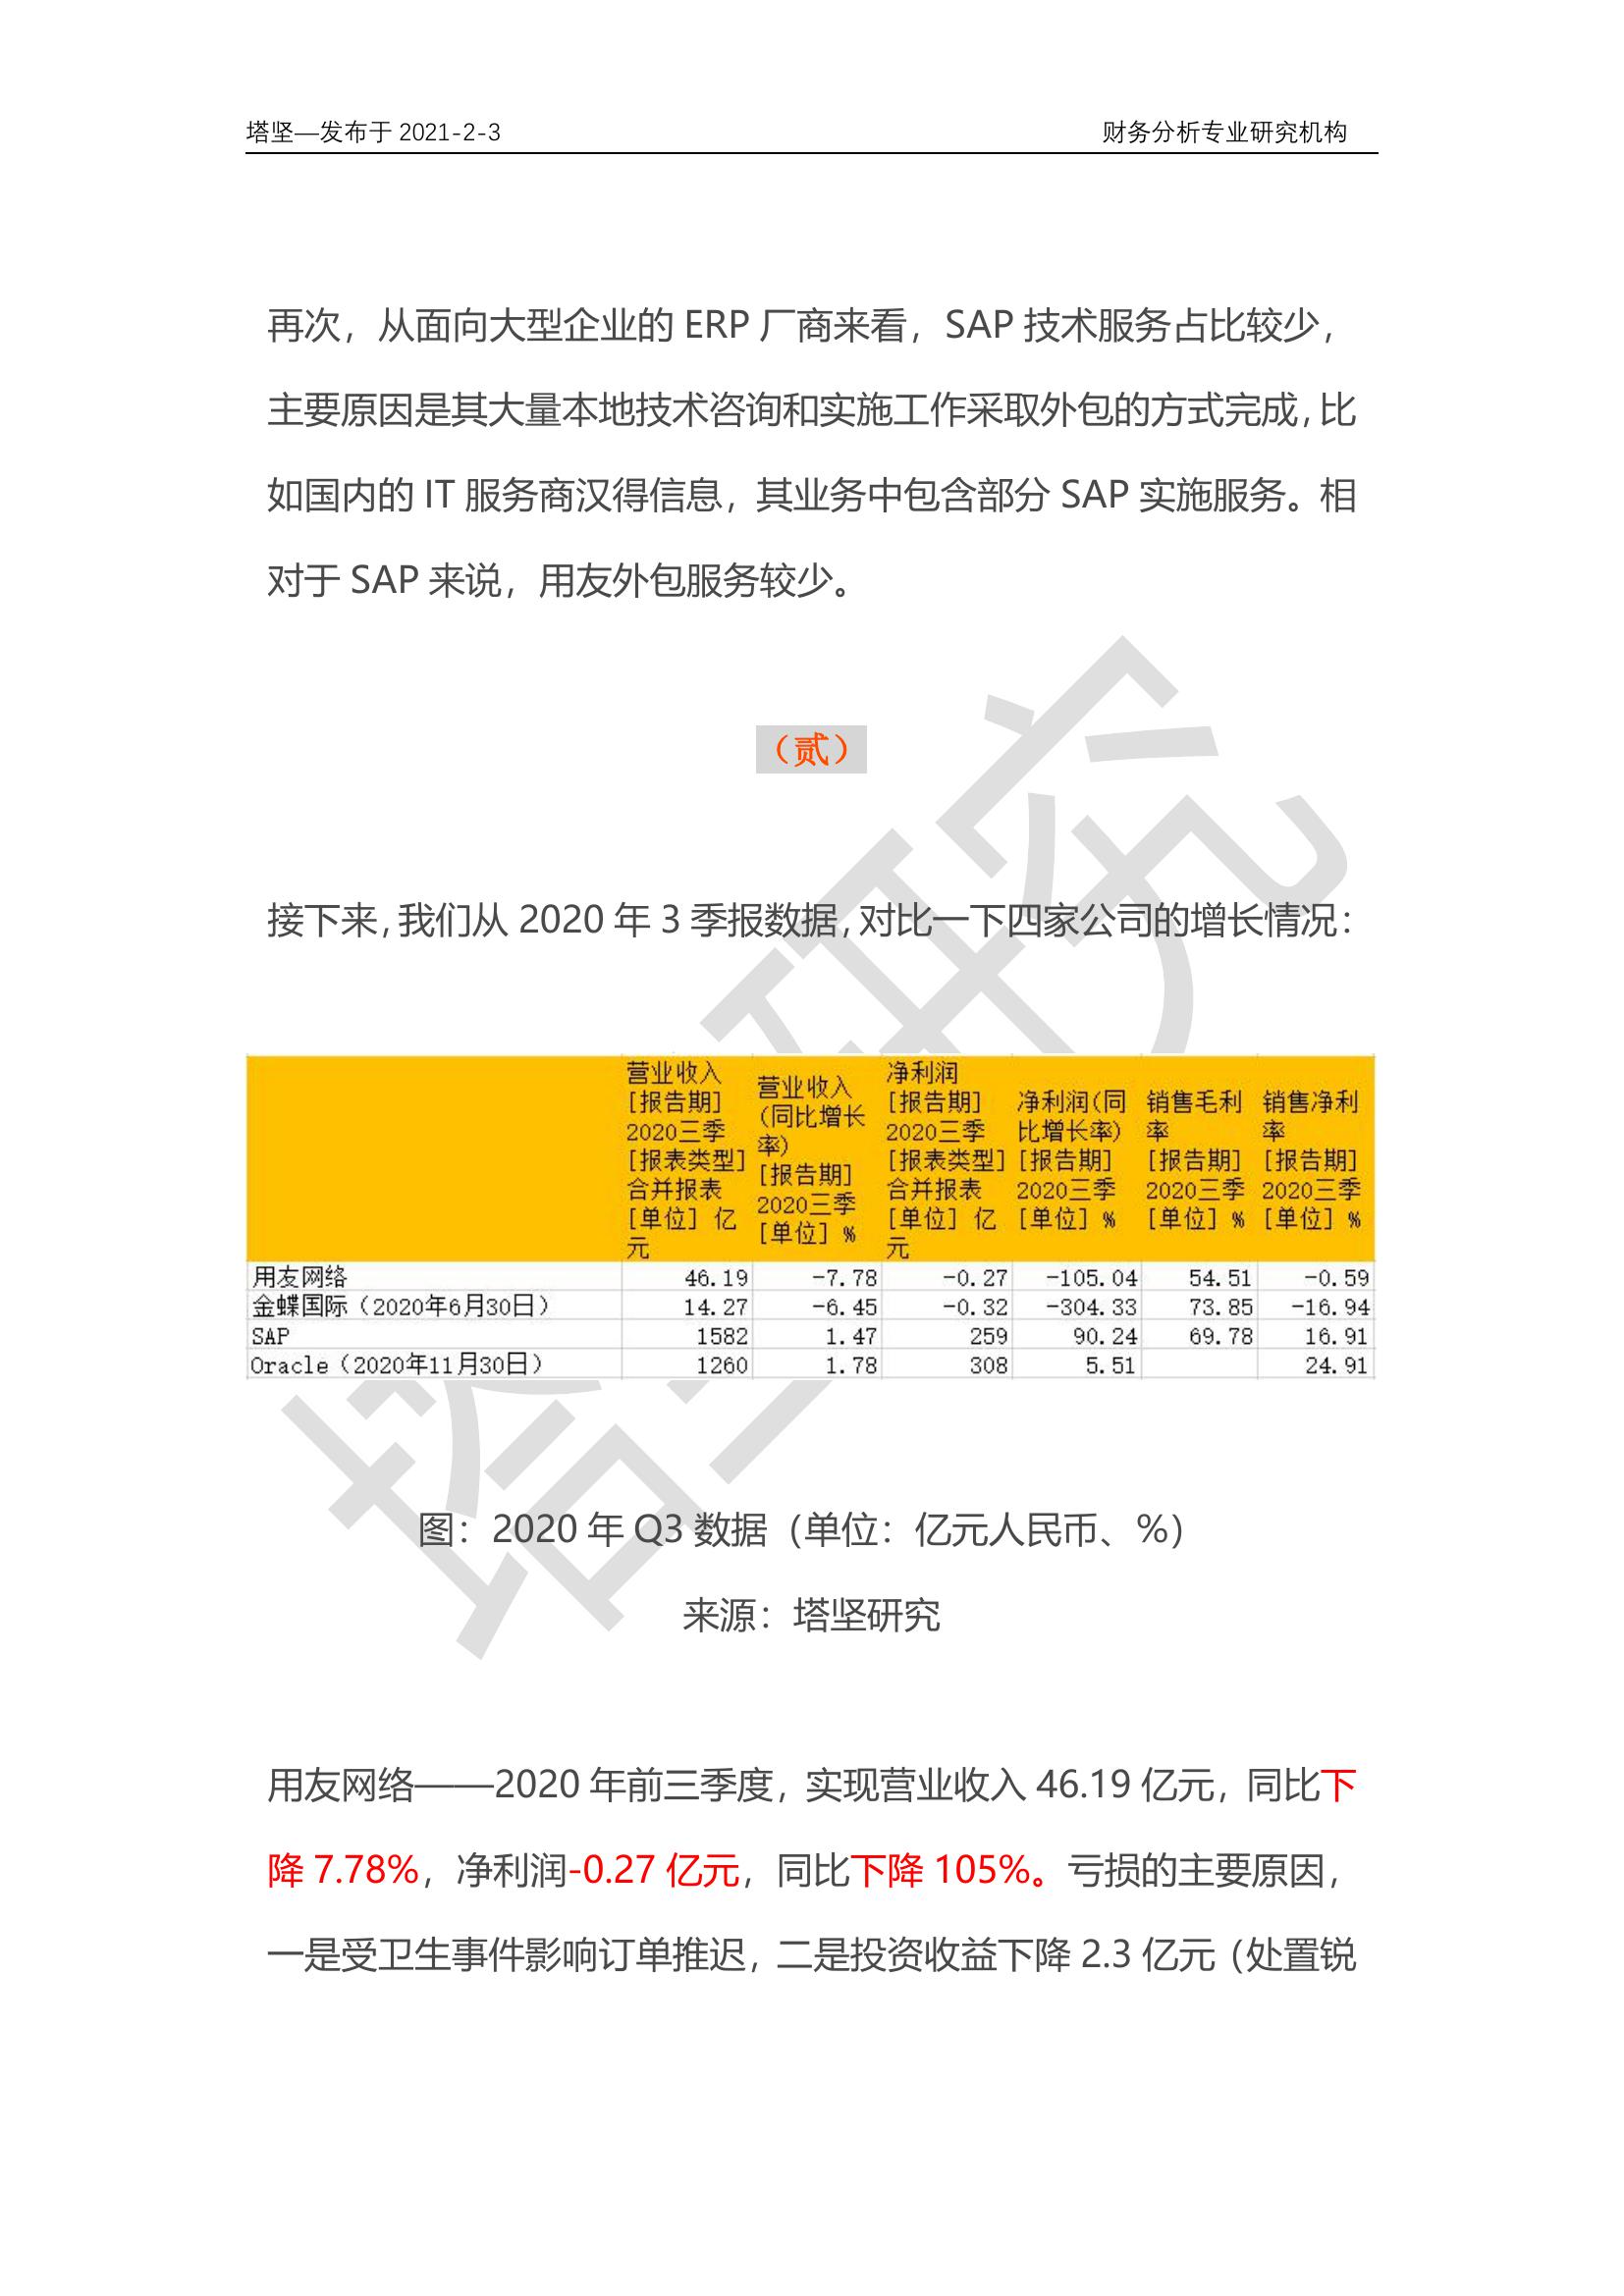 塔坚—发布于 2021-2-3 财务分析专业研究机构
再次，从面向大型企业的 ERP 厂商来看，SAP 技术服务占比较少，
主要原因是其大量本地技术咨询和实施工作采取外包的方式完成，比
如国内的 IT 服务商汉得信息，其业务中包含部分 SAP 实施服务。相
对于 SAP 来说，用友外包服务较少。
（贰）
接下来，我们从 2020 年 3 季报数据，对比一下四家公司的增长情况：
营业收入
[报告期]
2020三季
[报表类型]
合并报表
[单位] 亿
元
营业收入
(同比增长
率)
[报告期]
2020三季
[单位] %
净利润
[报告期]
2020三季
[报表类型]
合并报表
[单位] 亿
元
净利润(同
比增长率)
[报告期]
2020三季
[单位] %
销售毛利
率
[报告期]
2020三季
[单位] %
销售净利
率
[报告期]
2020三季
[单位] %
用友网络 46.19 -7.78 -0.27 -105.04 54.51 -0.59
金蝶国际（2020年6月30日） 14.27 -6.45 -0.32 -304.33 73.85 -16.94
SAP 1582 1.47 259 90.24 69.78 16.91
Oracle（2020年11月30日） 1260 1.78 308 5.51 24.91
图：2020 年 Q3 数据（单位：亿元人民币、%）
来源：塔坚研究
用友网络——2020 年前三季度，实现营业收入 46.19 亿元，同比下
降 7.78%，净利润-0.27 亿元，同比下降 105%。亏损的主要原因，
一是受卫生事件影响订单推迟，二是投资收益下降 2.3 亿元（处置锐
塔坚研究